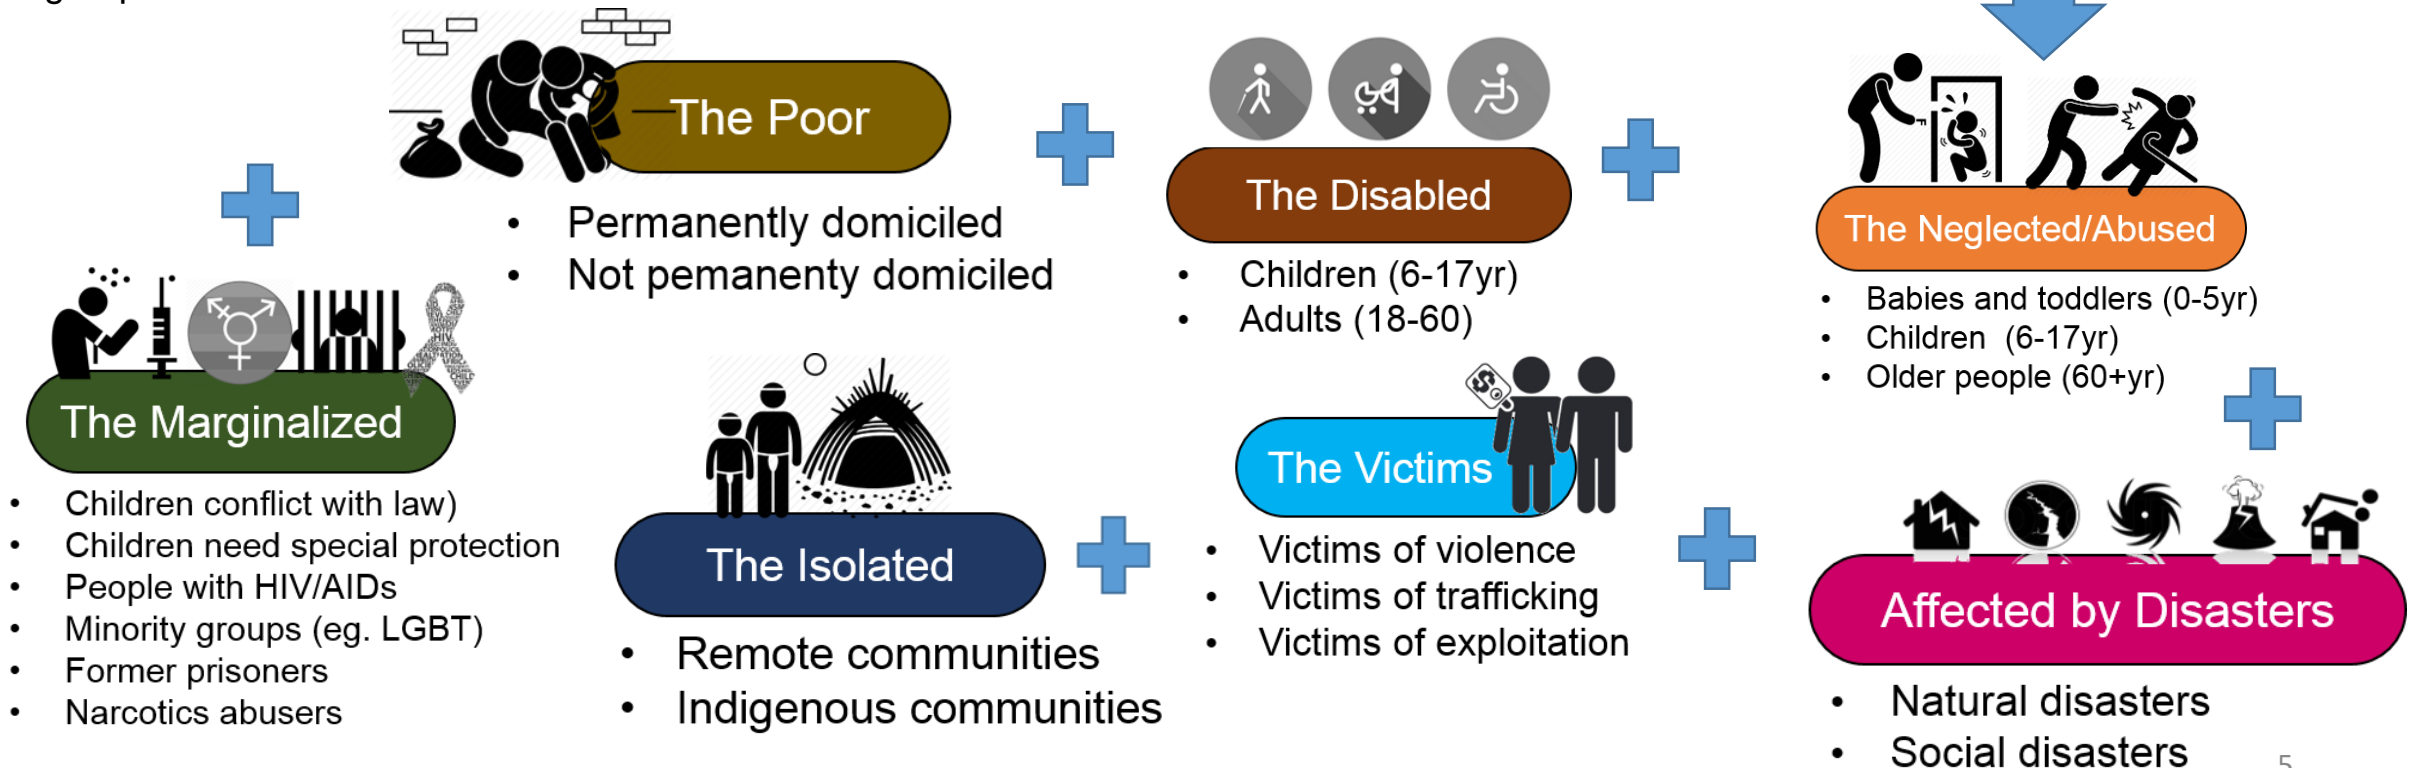 The Poor
• Permanently domiciled
• Not pemanenty domiciled
The Disabled
• Children (6-17yr)
• Adults (18-60)
The Neglected/Abused
• Babies and toddlers (0-5yr)
• Children  (6-17yr)
• Older people (60+yr)
The Marginalized
• Children conflict with law)
• Children need special protection
• People with HIV/AIDs
• Minority groups (eg. LGBT)
• Former prisoners
• Narcotics abusers
The Isolated
• Remote communities
• Indigenous communities
$
The Victims
• Victims of violence
• Victims of trafficking
• Victims of exploitation
Affected by Disasters
• Natural disasters
• Social disasters
5
HIV